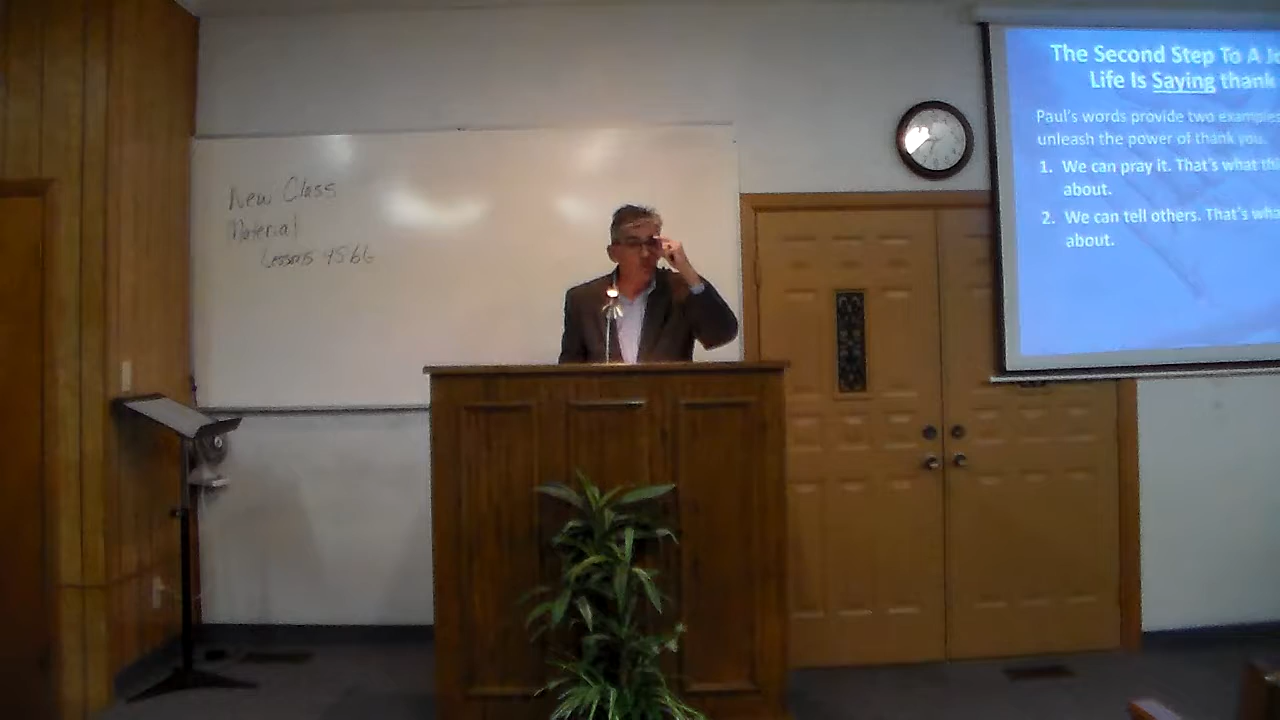 New Class
Material
Lessons 45-66
The Second Step To A Jo
Life Is Saying thank
Paul's words provide two examples
unleash the power of thank you.
1. We can pray it. That's what thi
about.
2. We can tell others. That's wha
about.